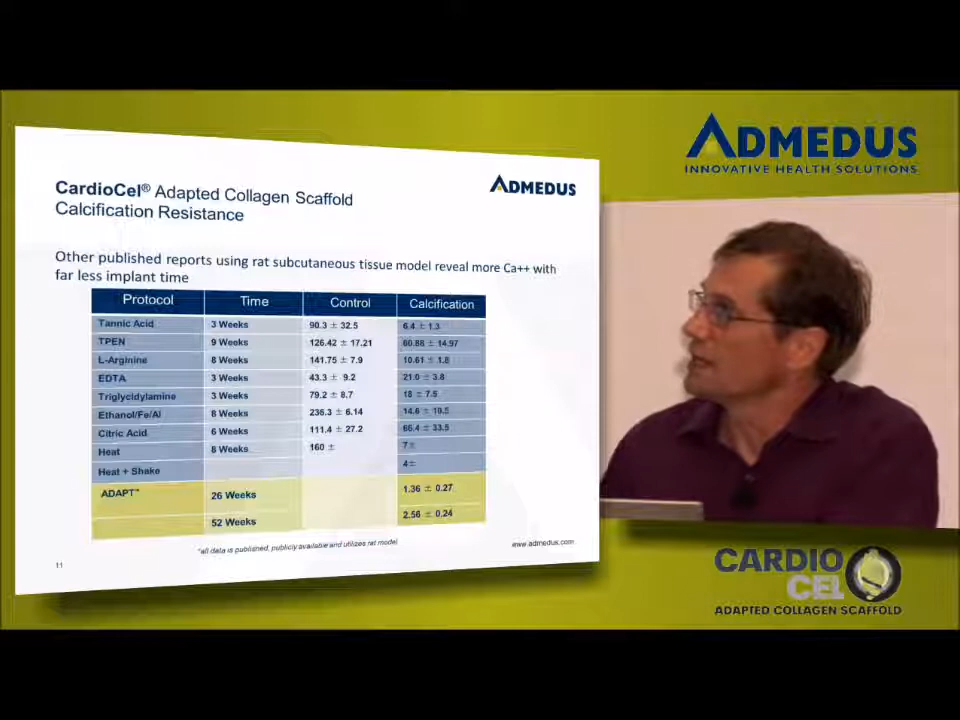 CardioCel® Adapted Collagen Scaffold
Calcification Resistance
ADMEDUS
Other published reports using rat subcutaneous tissue model reveal more Ca++ with
far less implant time
Protocol Time Control Calcification
Tannic Acid 3 Weeks 90.3 ± 32.5 6.4 ± 1.3
TPEN 9 Weeks 126.42 ± 17.21 60.88 ± 14.97
L-Arginine 8 Weeks 141.75 ± 7.9 10.61 ± 1.8
EDTA 3 Weeks 43.3 ± 9.2 21.0 ± 3.8
Triglycidylamine 3 Weeks 79.2 ± 8.7 18 ± 7.5
Ethanol/Fe/Al 8 Weeks 236.3 ± 6.14 14.6 ± 10.5
Citric Acid 6 Weeks 111.4 ± 27.2 66.4 ± 33.5
Heat 8 Weeks 160 ± 7±
Heat + Shake 4±
ADAPT* 26 Weeks 1.36 ± 0.27
52 Weeks 2.56 ± 0.24
*all data is published, publicly available and utilizes rat model
www.admedus.com
11
ADMEDUS
INNOVATIVE HEALTH SOLUTIONS
CARDIO
CEL
ADAPTED COLLAGEN SCAFFOLD